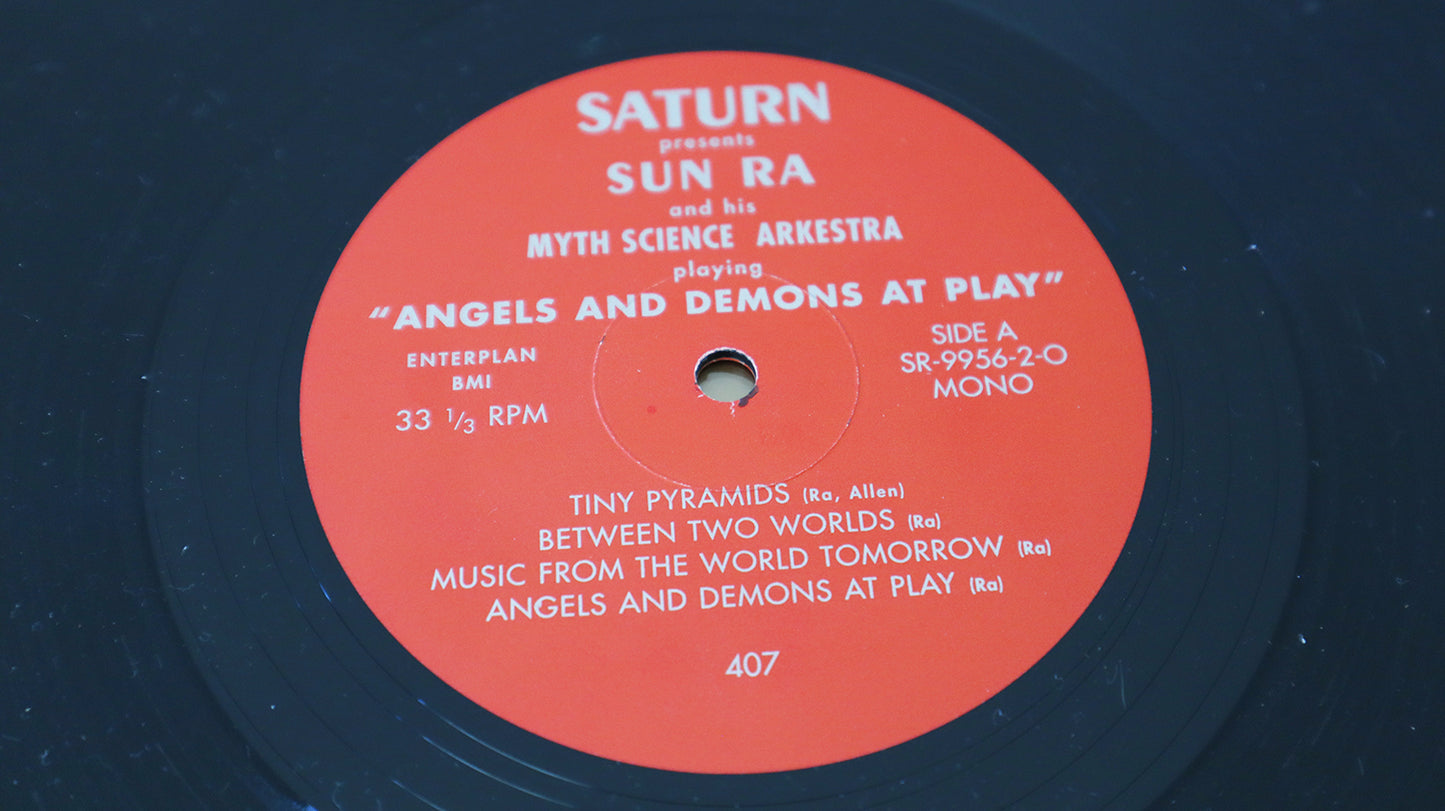 SATURN
presents
SUN RA
and his
MYTH SCIENCE ARKESTRA
playing
"ANGELS AND DEMONS AT PLAY"
ENTERPLAN
BMI
33 1/3 RPM
SIDE A
SR-9956-2-O
MONO
TINY PYRAMIDS (Ra, Allen)
BETWEEN TWO WORLDS (Ra)
MUSIC FROM THE WORLD TOMORROW (Ra)
ANGELS AND DEMONS AT PLAY (Ra)
407